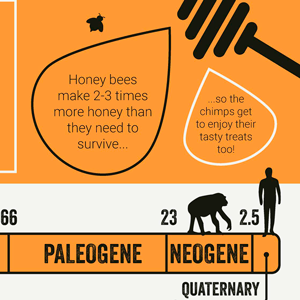 Honey bees
make 2-3 times
more honey than
they need to
survive...
...so the
chimps get
to enjoy their
tasty treats
too!
66
23
2.5
PALEOGENE
NEOGENE
QUATERNARY